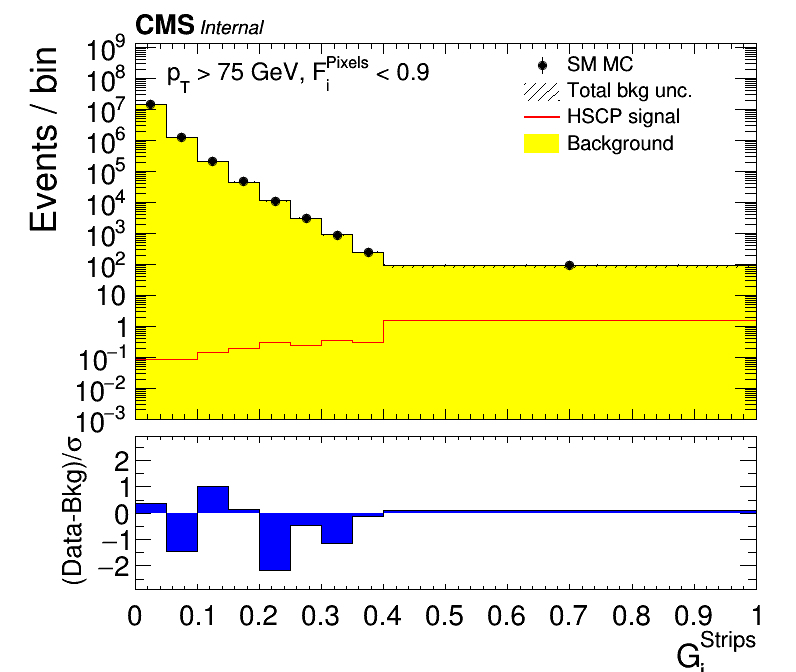 CMS Internal
p_T > 75 GeV, F_i^Pixels < 0.9
SM MC
Total bkg unc.
HSCP signal
Background
Events / bin
10^9
10^8
10^7
10^6
10^5
10^4
10^3
10^2
10
1
10^−1
10^−2
10^−3
(Data-Bkg)/σ
2
1
0
−1
−2
0 0.1 0.2 0.3 0.4 0.5 0.6 0.7 0.8 0.9 1
G_i^Strips